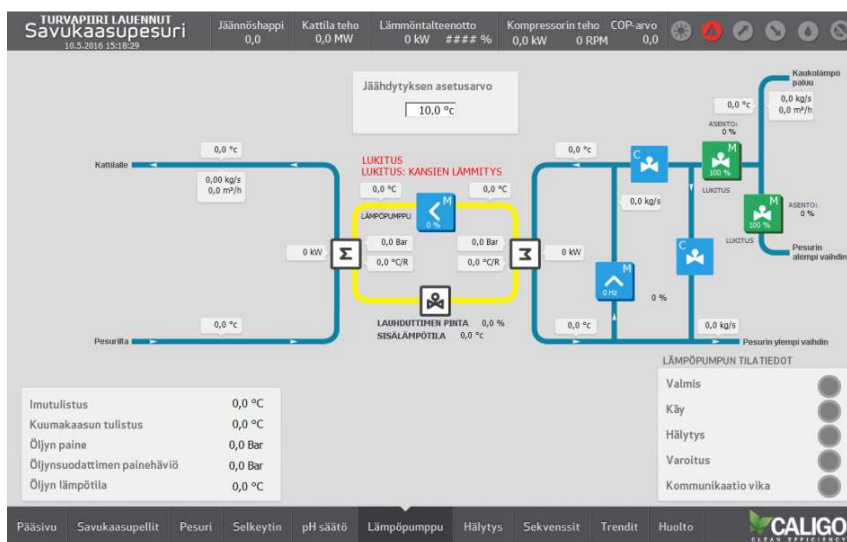 TURVAPIIRI LAUENNUT
Savukaasupesuri
10.5.2016 15:18:29
Jäännöshappi
0,0
Kattila teho
0,0 MW
Lämmöntalteenotto
0 kW #### %
Kompressorin teho
0,0 kW 0 RPM
COP-arvo
0,0
Jäähdytyksen asetusarvo
10,0 °c
Kaukolämpö
paluu
0,0 °c
0,0 kg/s
0,0 m³/h
ASENTO:
0 %
M
100 %
LUKITUS
M
100 %
ASENTO:
0 %
LUKITUS
Pesurin
alempi vaihdin
0,0 °c
Kattilalle
0,00 kg/s
0,0 m³/h
LUKITUS
LUKITUS: KANSIEN LÄMMITYS
0,0 °C
0,0 °C
LÄMPÖPUMPPU
M
0 %
0,0 Bar
0,0 Bar
0,0 °C/R
0,0 °C/R
0 kW
Σ
Σ
0 kW
0,0 °c
C
0,0 kg/s
C
M
0 Hz
0 %
LAUHDUTTIMEN PINTA 0,0 %
SISÄLÄMPÖTILA 0,0 °c
0,0 °c
Pesurilta
0,0 °c
0,0 kg/s
Pesurin ylempi vaihdin
LÄMPÖPUMPUN TILATIEDOT
Valmis
Käy
Hälytys
Varoitus
Kommunikaatio vika
Imutulistus 0,0 °C
Kuumakaasun tulistus 0,0 °C
Öljyn paine 0,0 Bar
Öljynsuodattimen painehäviö 0,0 Bar
Öljyn lämpötila 0,0 °C
Pääsivu Savukaasupellit Pesuri Selkeytin pH säätö Lämpöpumppu Hälytys Sekvenssit Trendit Huolto
CALIGO
CLEAN EFFICIENCY